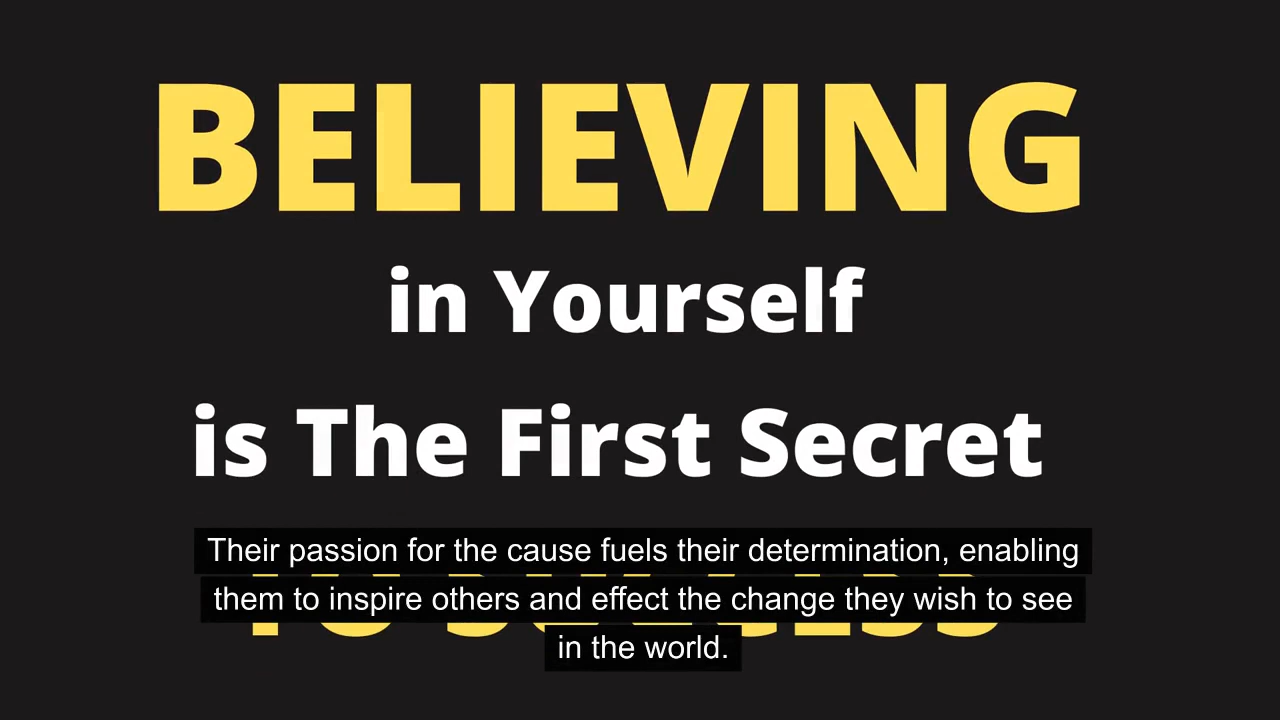 BELIEVING
in Yourself
is The First Secret
Their passion for the cause fuels their determination, enabling
them to inspire others and effect the change they wish to see
in the world.